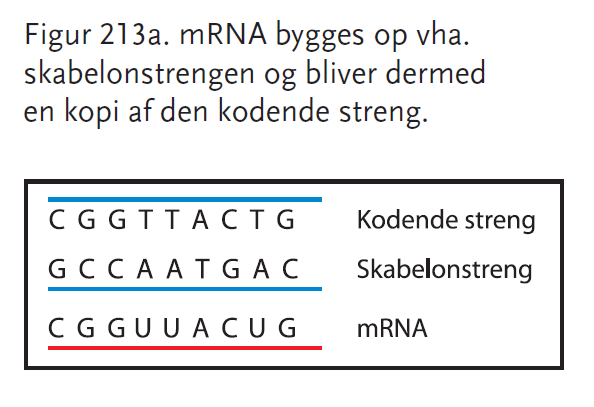 Figur 213a. mRNA bygges op vha.
skabelonstrengen og bliver dermed
en kopi af den kodende streng.
C G G T T A C T G Kodende streng
G C C A A T G A C Skabelonstreng
C G G U U A C U G mRNA